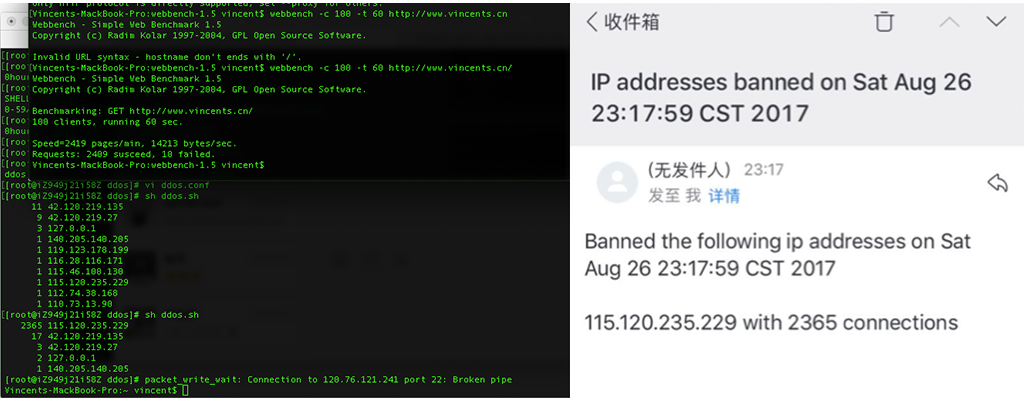 Only HTTP protocol is directly supported, set --proxy for others.
[Vincents-MackBook-Pro:webbench-1.5 vincent$ webbench -c 100 -t 60 http://www.vincents.cn
Webbench - Simple Web Benchmark 1.5
Copyright (c) Radim Kolar 1997-2004, GPL Open Source Software.
Invalid URL syntax - hostname don't ends with '/'.
[Vincents-MackBook-Pro:webbench-1.5 vincent$ webbench -c 100 -t 60 http://www.vincents.cn/
Webbench - Simple Web Benchmark 1.5
Copyright (c) Radim Kolar 1997-2004, GPL Open Source Software.
Benchmarking: GET http://www.vincents.cn/
100 clients, running 60 sec.
Speed=2419 pages/min, 14213 bytes/sec.
Requests: 2409 susceed, 10 failed.
Vincents-MackBook-Pro:webbench-1.5 vincent$
[[root
[[root
0hour
SHELL
0-59/
[[root
0hour
[[root
[[root
[[root
ddos
[[root@iZ949j21i58Z ddos]# vi ddos.conf
[[root@iZ949j21i58Z ddos]# sh ddos.sh
11 42.120.219.135
9 42.120.219.27
3 127.0.0.1
1 140.205.140.205
1 119.123.178.199
1 116.28.116.171
1 115.46.100.130
1 115.120.235.229
1 112.74.38.168
1 110.73.13.90
[[root@iZ949j21i58Z ddos]# sh ddos.sh
2365 115.120.235.229
17 42.120.219.135
3 42.120.219.27
2 127.0.0.1
1 140.205.140.205
[root@iZ949j21i58Z ddos]# packet_write_wait: Connection to 120.76.121.241 port 22: Broken pipe
Vincents-MackBook-Pro:~ vincent$
收件箱
IP addresses banned on Sat Aug 26
23:17:59 CST 2017
(无发件人) 23:17
发至 我 详情
Banned the following ip addresses on Sat
Aug 26 23:17:59 CST 2017
115.120.235.229 with 2365 connections